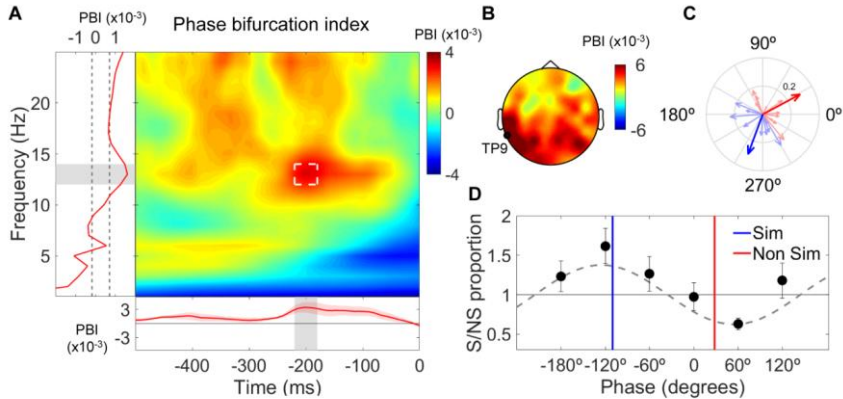 A
PBI (x10-3)
-1 0 1
Phase bifurcation index
PBI (x10-3)
4
2
0
-2
-4
Frequency (Hz)
20
15
10
5
PBI
(x10-3)
3
-3
-400 -300 -200 -100 0
Time (ms)
B
PBI (x10-3)
6
0
-6
TP9
C
90º
0.2
180º
0º
270º
D
S/NS proportion
2
1.5
1
0.5
Sim
Non Sim
-180º -120º -60º 0 60º 120º
Phase (degrees)